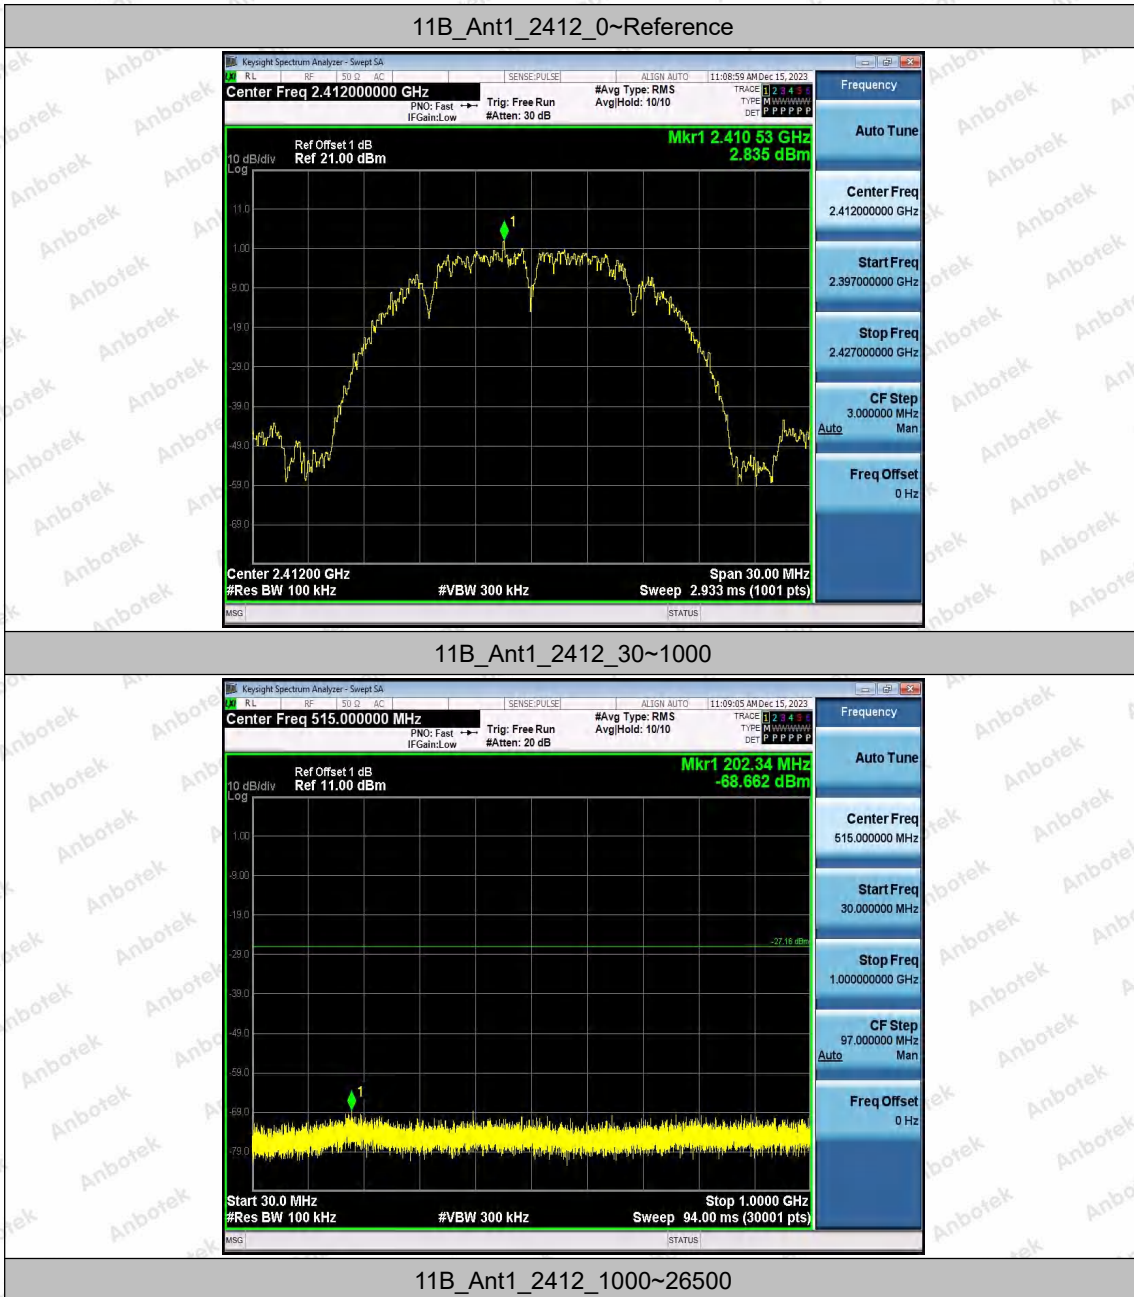 11B_Ant1_2412_0~Reference
Keysight Spectrum Analyzer - Swept SA
LXI RL RF 50 Ω AC SENSE:PULSE ALIGN AUTO 11:08:59 AM Dec 15, 2023
Center Freq 2.412000000 GHz
PNO: Fast
IFGain:Low
Trig: Free Run
#Atten: 30 dB
#Avg Type: RMS
Avg|Hold: 10/10
TRACE 1 2 3 4 5 6
TYPE M WWWWW
DET P P P P P P
Frequency
Auto Tune
Center Freq
2.412000000 GHz
Start Freq
2.397000000 GHz
Stop Freq
2.427000000 GHz
CF Step
3.000000 MHz
Auto Man
Freq Offset
0 Hz
Mkr1 2.410 53 GHz
2.835 dBm
Ref Offset 1 dB
10 dB/div Ref 21.00 dBm
Log
11.0
1.00
-9.00
-19.0
-29.0
-39.0
-49.0
-59.0
-69.0
1
Center 2.41200 GHz Span 30.00 MHz
#Res BW 100 kHz #VBW 300 kHz Sweep 2.933 ms (1001 pts)
MSG STATUS
11B_Ant1_2412_30~1000
Keysight Spectrum Analyzer - Swept SA
LXI RL RF 50 Ω AC SENSE:PULSE ALIGN AUTO 11:09:05 AM Dec 15, 2023
Center Freq 515.000000 MHz
PNO: Fast
IFGain:Low
Trig: Free Run
#Atten: 20 dB
#Avg Type: RMS
Avg|Hold: 10/10
TRACE 1 2 3 4 5 6
TYPE M WWWWW
DET P P P P P P
Frequency
Auto Tune
Center Freq
515.000000 MHz
Start Freq
30.000000 MHz
Stop Freq
1.000000000 GHz
CF Step
97.000000 MHz
Auto Man
Freq Offset
0 Hz
Mkr1 202.34 MHz
-68.662 dBm
Ref Offset 1 dB
10 dB/div Ref 11.00 dBm
Log
1.00
-9.00
-19.0
-27.16 dBm
-29.0
-39.0
-49.0
-59.0
-69.0
-79.0
1
Start 30.0 MHz Stop 1.0000 GHz
#Res BW 100 kHz #VBW 300 kHz Sweep 94.00 ms (30001 pts)
MSG STATUS
11B_Ant1_2412_1000~26500
Anbotek